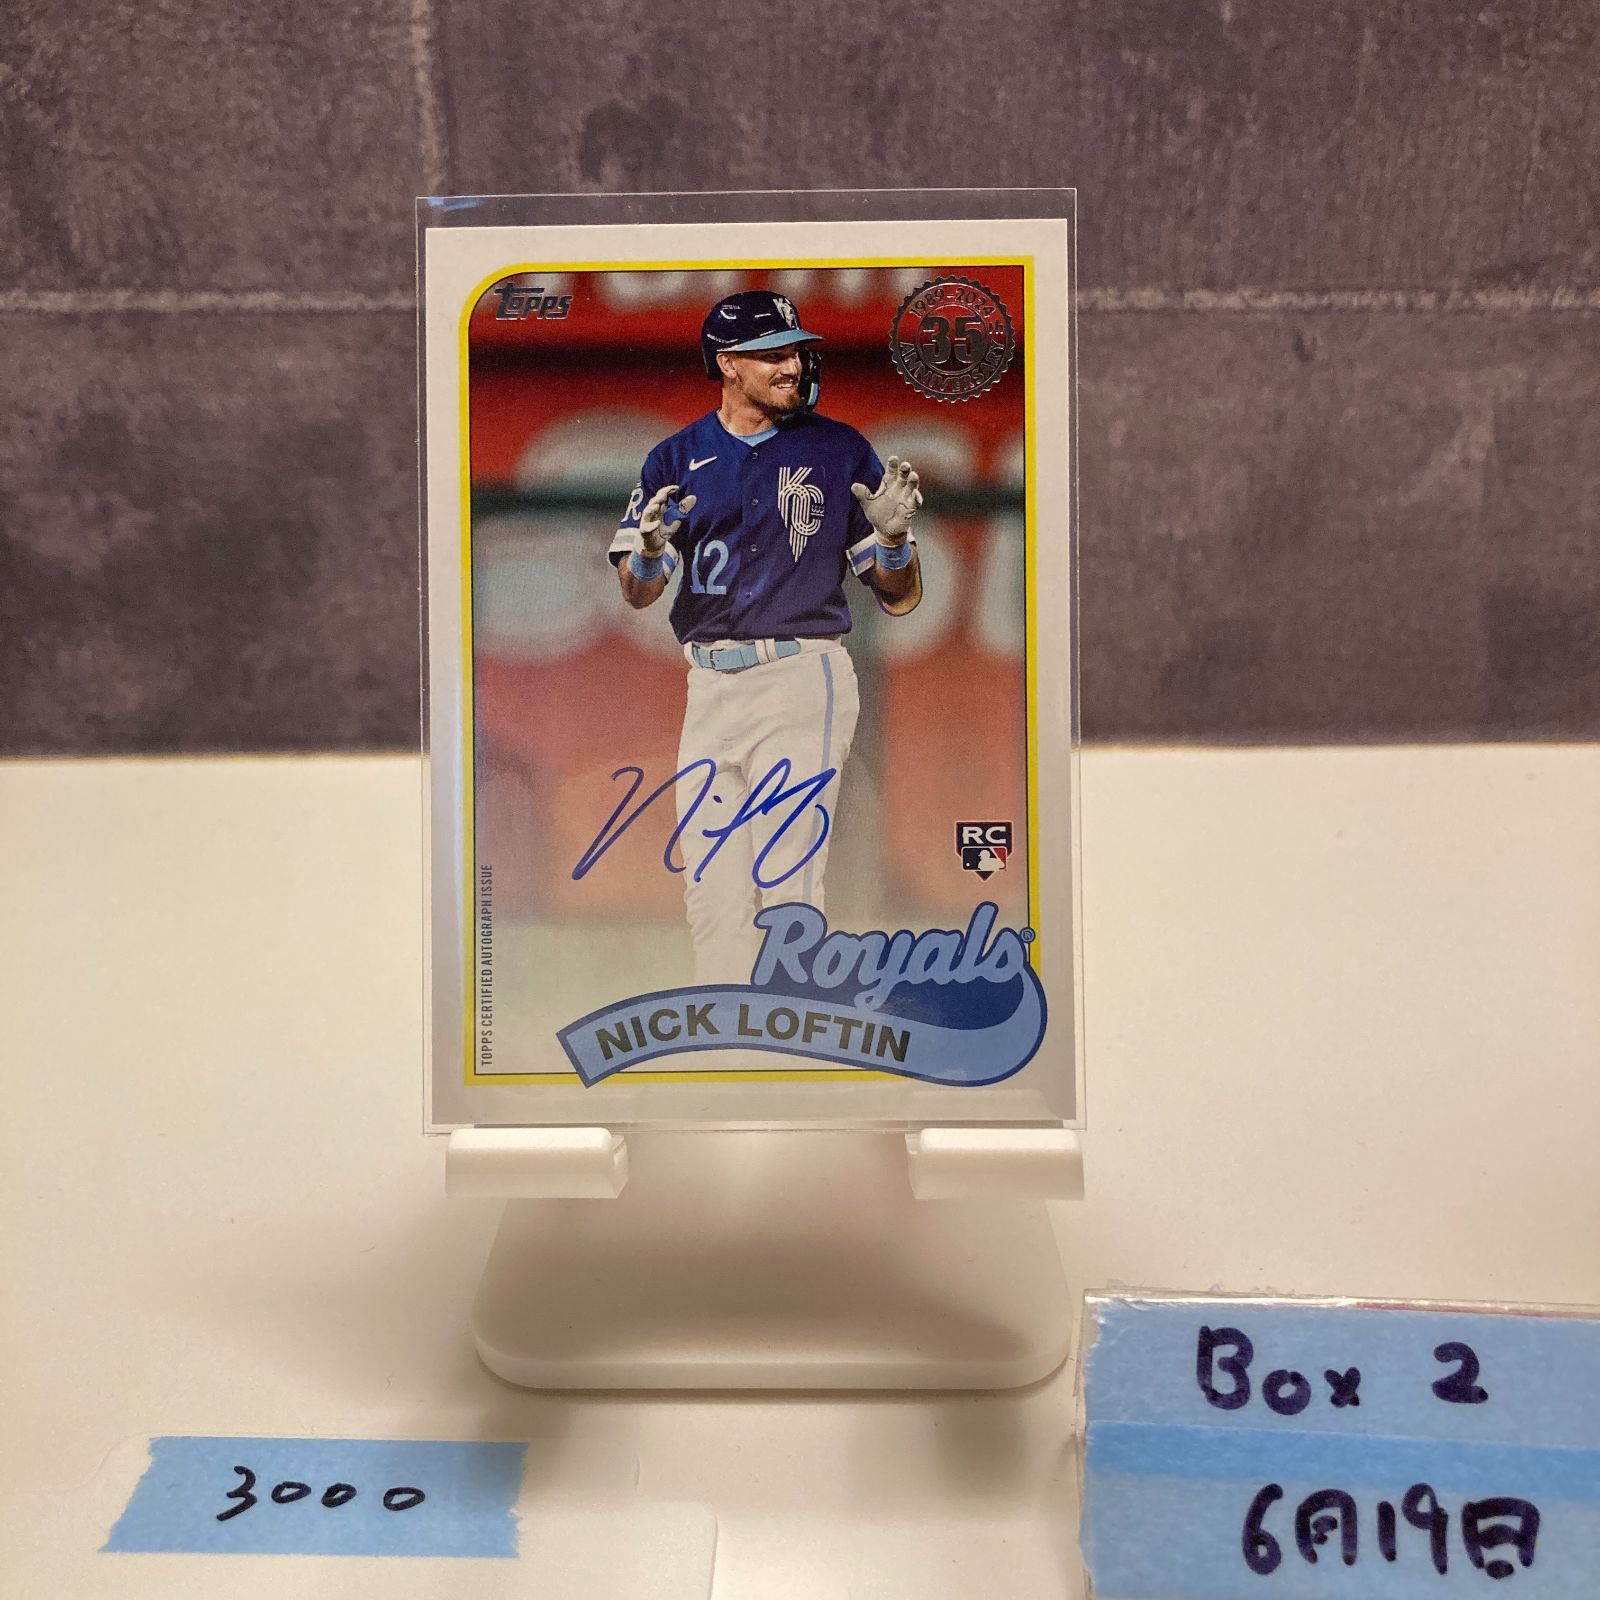 Topps
1989-2024
35th
ANNIVERSARY
KC
R
12
RC
TOPPS CERTIFIED AUTOGRAPH ISSUE
Royals®
NICK LOFTIN
3000
Box 2
6月19日